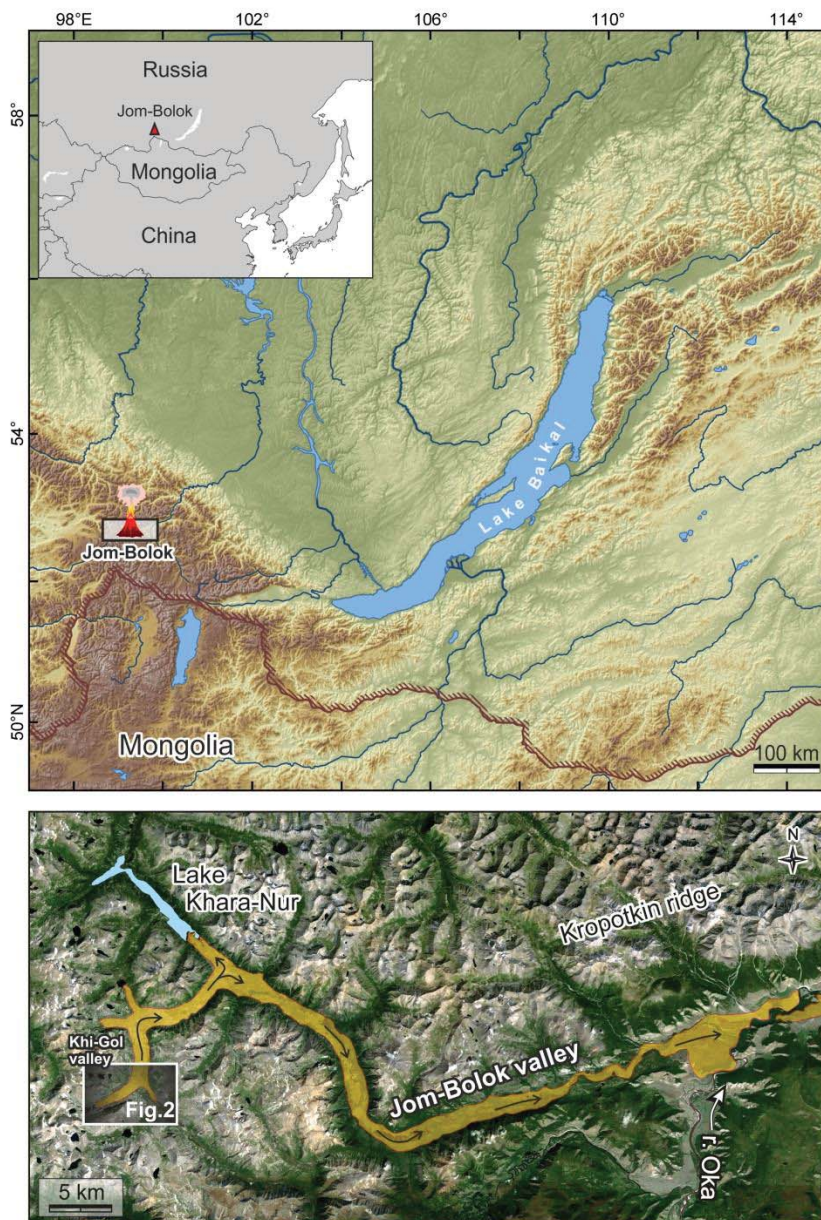 98°E
102°
106°
110°
114°
58°
54°
50°N
Russia
Jom-Bolok
Mongolia
China
Lake Baikal
Jom-Bolok
Mongolia
100 km
N
Lake
Khara-Nur
Kropotkin ridge
Khi-Gol
valley
Fig.2
Jom-Bolok valley
r. Oka
5 km